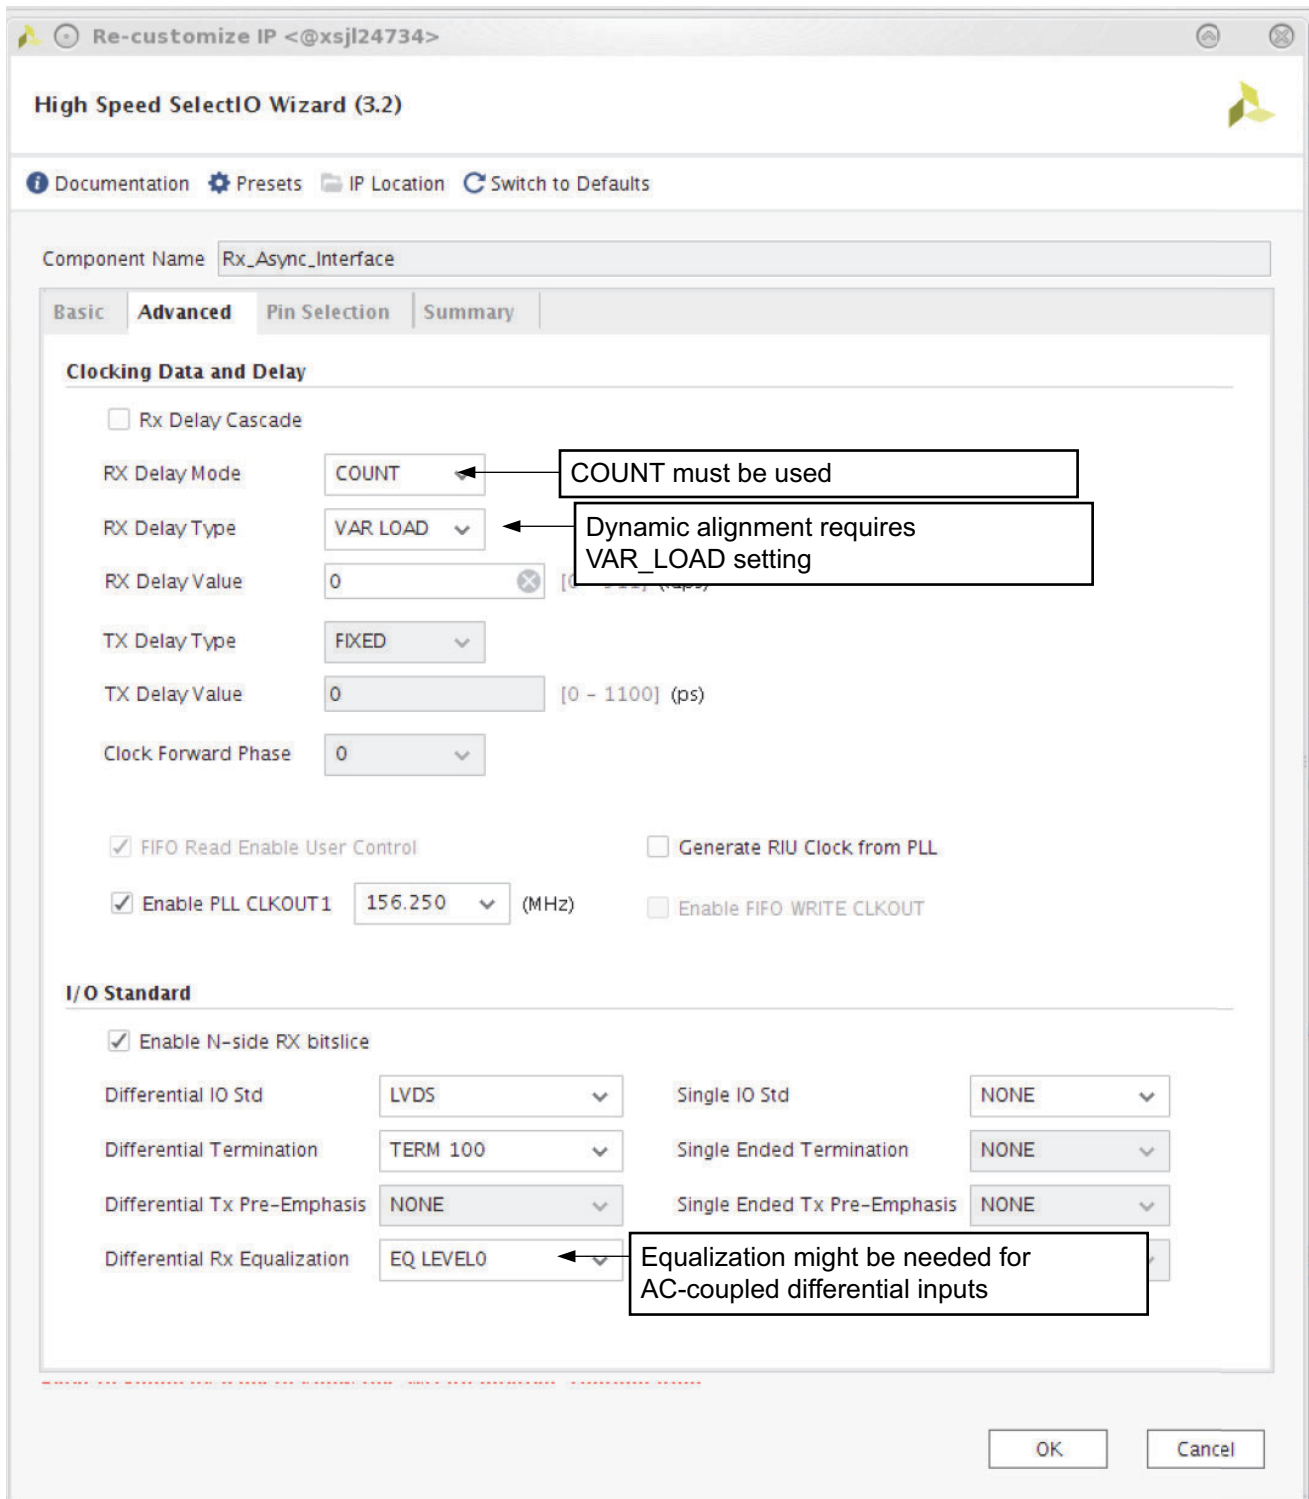 Re-customize IP <@xsjl24734>
High Speed SelectIO Wizard (3.2)
Documentation Presets IP Location Switch to Defaults
Component Name Rx_Async_Interface
Basic Advanced Pin Selection Summary
Clocking Data and Delay
Rx Delay Cascade
RX Delay Mode COUNT COUNT must be used
RX Delay Type VAR LOAD Dynamic alignment requires
VAR_LOAD setting
RX Delay Value 0
TX Delay Type FIXED
TX Delay Value 0 [0 - 1100] (ps)
Clock Forward Phase 0
FIFO Read Enable User Control Generate RIU Clock from PLL
Enable PLL CLKOUT1 156.250 (MHz) Enable FIFO WRITE CLKOUT
I/O Standard
Enable N-side RX bitslice
Differential IO Std LVDS Single IO Std NONE
Differential Termination TERM 100 Single Ended Termination NONE
Differential Tx Pre-Emphasis NONE Single Ended Tx Pre-Emphasis NONE
Differential Rx Equalization EQ LEVEL0 Equalization might be needed for
AC-coupled differential inputs
OK Cancel